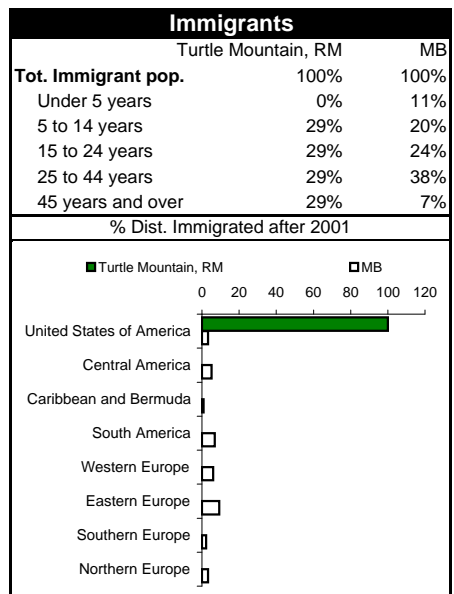 Immigrants
Turtle Mountain, RM MB
Tot. Immigrant pop. 100% 100%
Under 5 years 0% 11%
5 to 14 years 29% 20%
15 to 24 years 29% 24%
25 to 44 years 29% 38%
45 years and over 29% 7%
% Dist. Immigrated after 2001
Turtle Mountain, RM MB
0 20 40 60 80 100 120
United States of America
Central America
Caribbean and Bermuda
South America
Western Europe
Eastern Europe
Southern Europe
Northern Europe